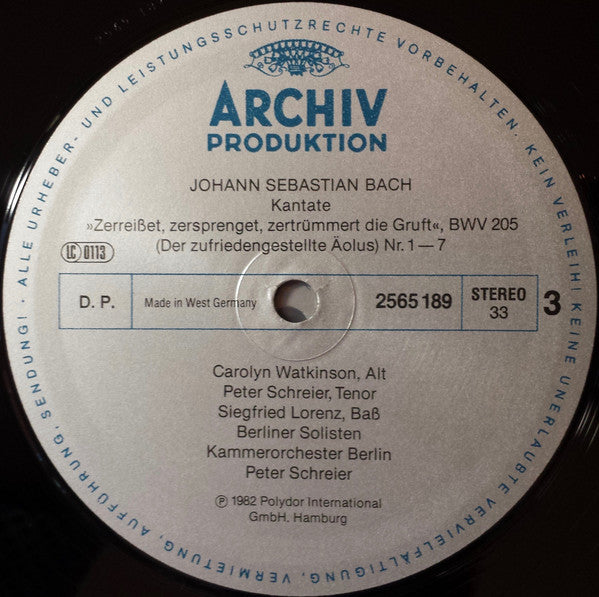 ALLE URHEBER- UND LEISTUNGSSCHUTZRECHTE VORBEHALTEN. KEIN VERLEIH! KEINE UNERLAUBTE VERVIELFÄLTIGUNG, VERMIETUNG, AUFFÜHRUNG, SENDUNG! ·
ARCHIV
PRODUKTION
JOHANN SEBASTIAN BACH
Kantate
»Zerreißet, zersprenget, zertrümmert die Gruft«, BWV 205
LC 0113
(Der zufriedengestellte Äolus) Nr. 1—7
D. P.
Made in West Germany
2565 189
STEREO
33
3
Carolyn Watkinson, Alt
Peter Schreier, Tenor
Siegfried Lorenz, Baß
Berliner Solisten
Kammerorchester Berlin
Peter Schreier
Ⓟ 1982 Polydor International
GmbH. Hamburg